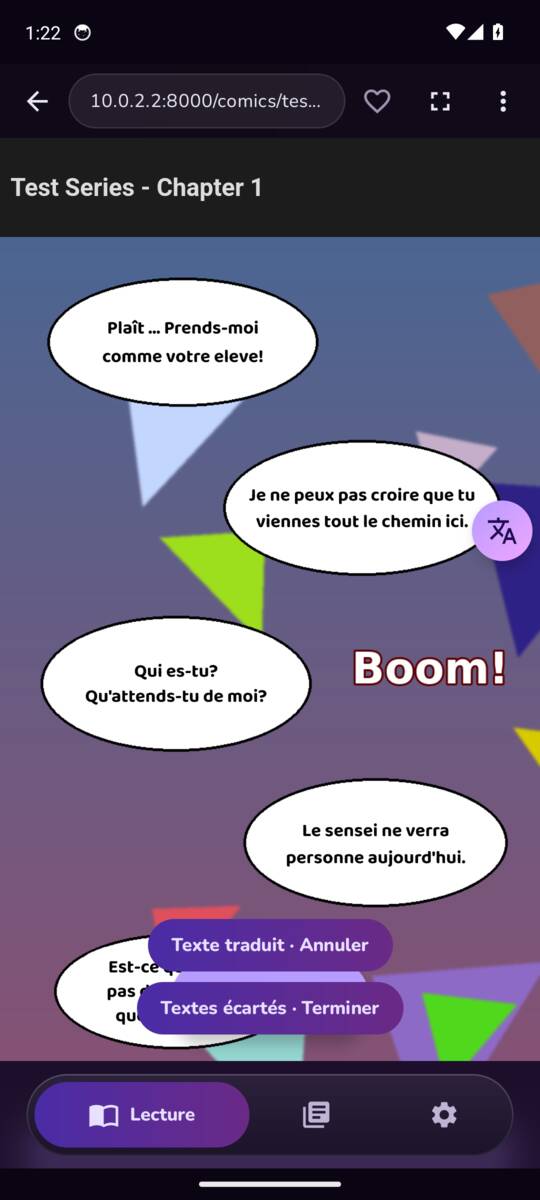 1:22
10.0.2.2:8000/comics/tes...
Test Series - Chapter 1
Plaît ... Prends-moi
comme votre eleve!
Je ne peux pas croire que tu
viennes tout le chemin ici.
Qui es-tu?
Qu'attends-tu de moi?
Boom!
Le sensei ne verra
personne aujourd'hui.
Est-ce
pas
Texte traduit · Annuler
Textes écartés · Terminer
Lecture